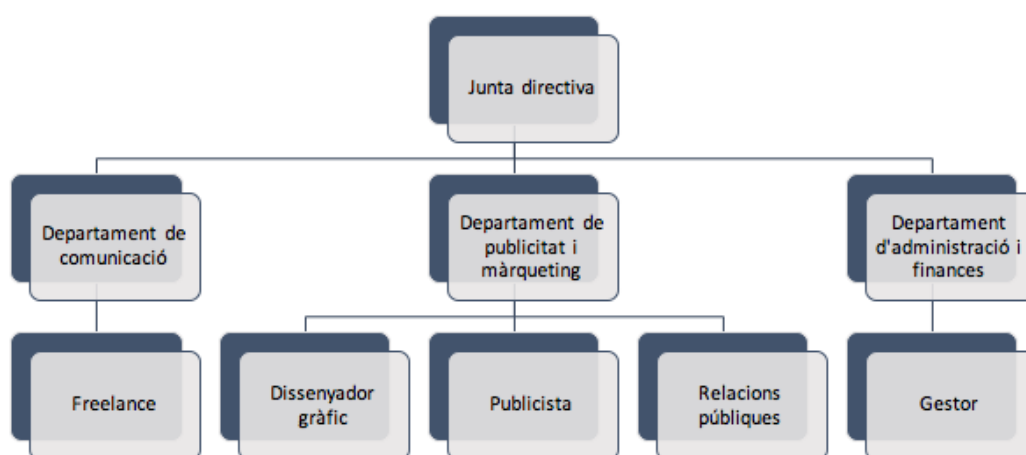 Junta directiva
Departament de
comunicació
Departament de
publicitat i
màrqueting
Departament
d'administració i
finances
Freelance
Dissenyador
gràfic
Publicista
Relacions
públiques
Gestor